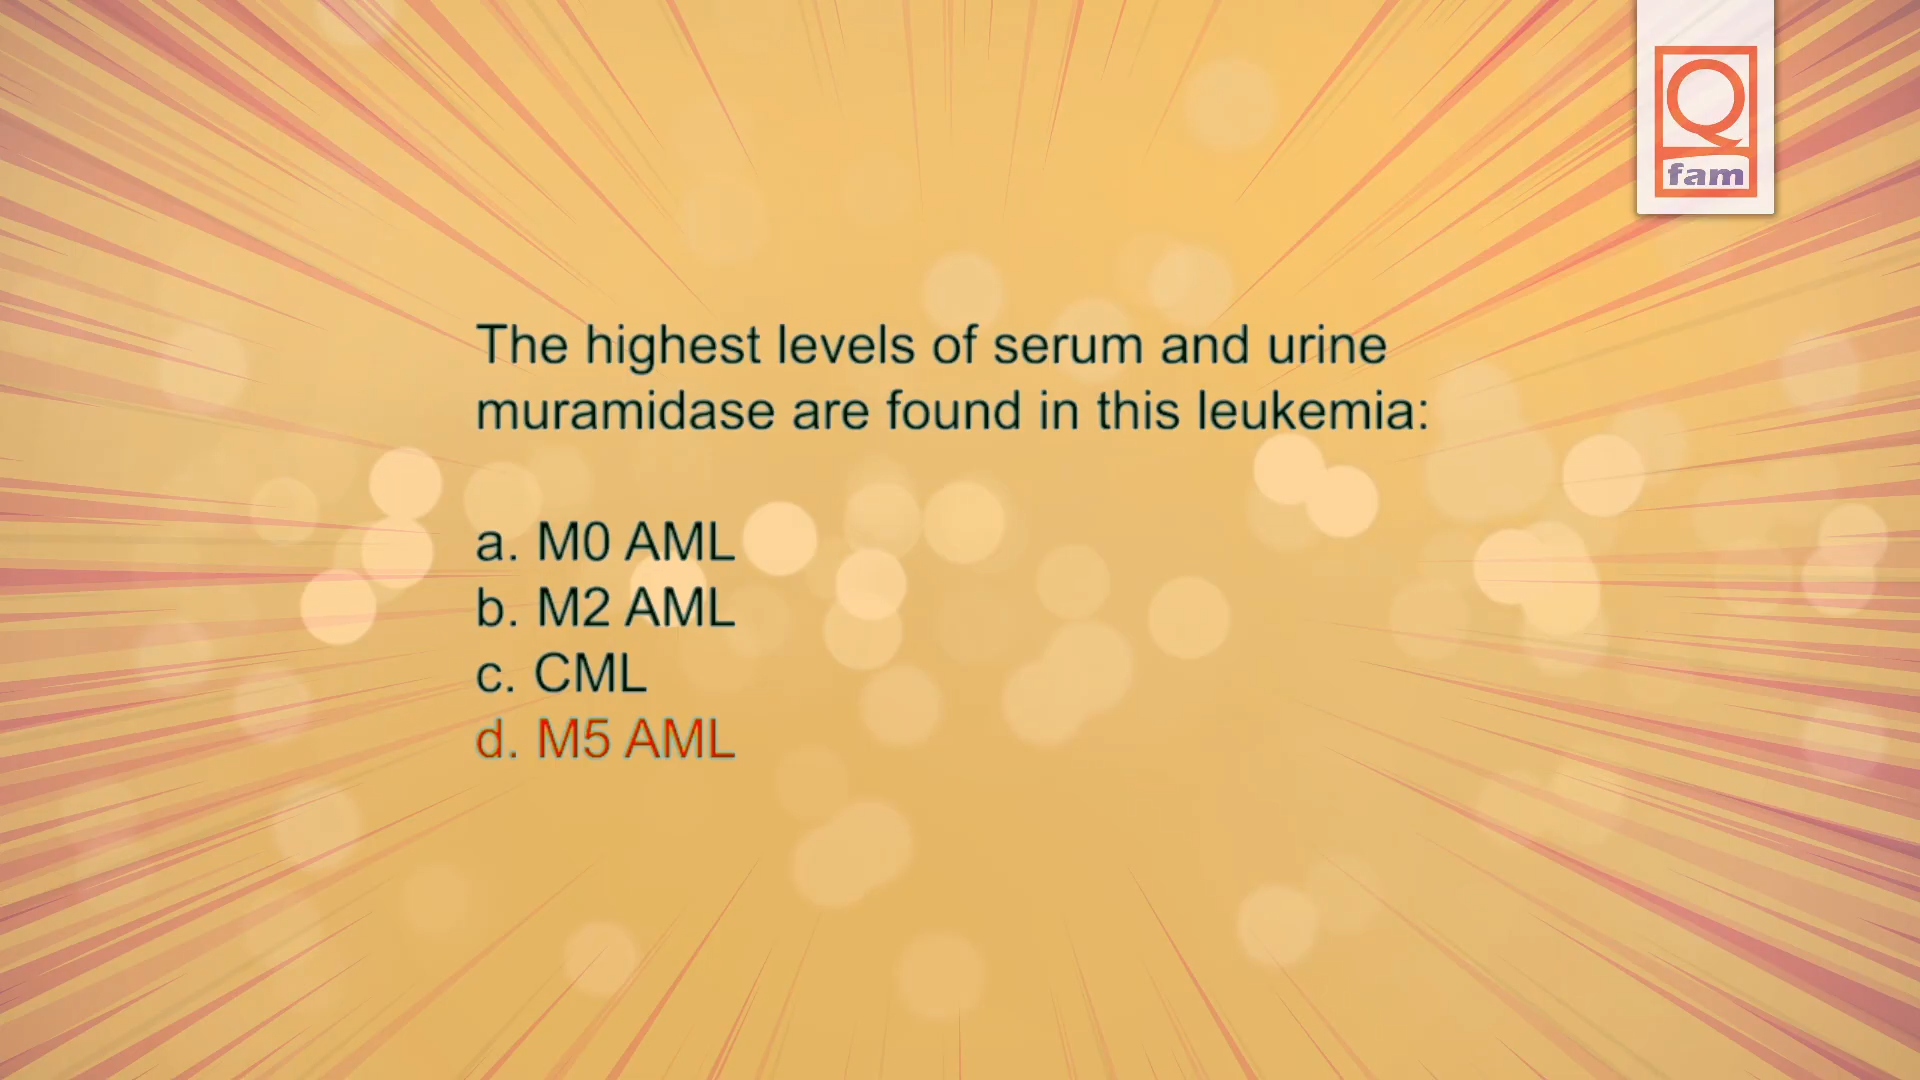 Q
fam
The highest levels of serum and urine
muramidase are found in this leukemia:
a. M0 AML
b. M2 AML
c. CML
d. M5 AML